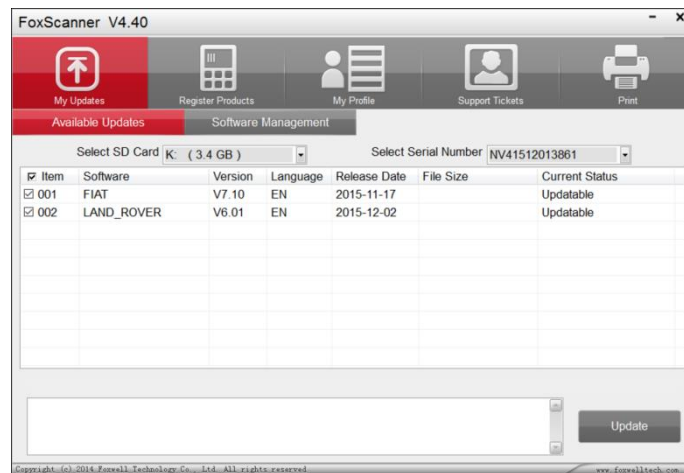 FoxScanner V4.40
My Updates Register Products My Profile Support Tickets Print
Available Updates Software Management
Select SD Card K: (3.4 GB) Select Serial Number NV41512013861
Item Software Version Language Release Date File Size Current Status
001 FIAT V7.10 EN 2015-11-17 Updatable
002 LAND_ROVER V6.01 EN 2015-12-02 Updatable
Update
Copyright (c) 2014 Foxwell Technology Co., Ltd. All rights reserved www.foxwelltech.com